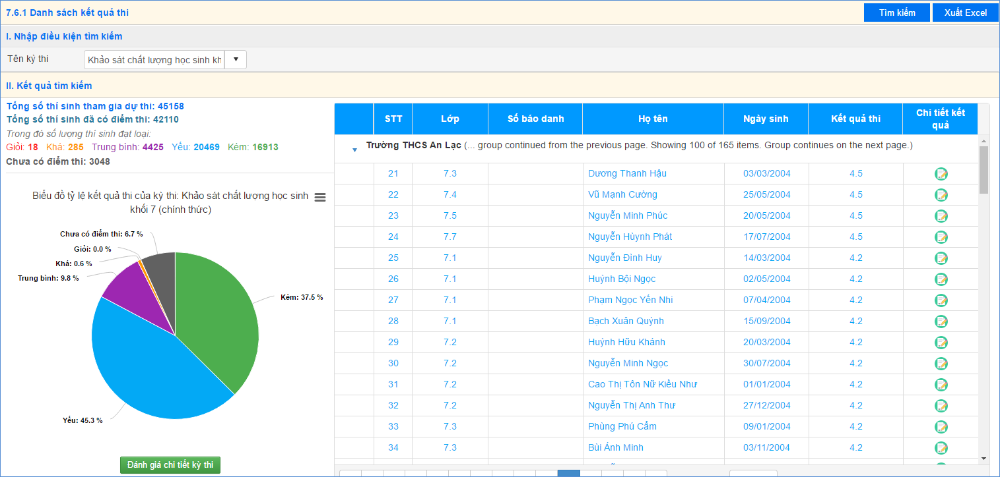 7.6.1 Danh sách kết quả thi
Tìm kiếm
Xuất Excel
I. Nhập điều kiện tìm kiếm
Tên kỳ thi
Khảo sát chất lượng học sinh kh
II. Kết quả tìm kiếm
Tổng số thí sinh tham gia dự thi: 45158
Tổng số thí sinh đã có điểm thi: 42110
Trong đó số lượng thí sinh đạt loại:
Giỏi: 18 Khá: 285 Trung bình: 4425 Yếu: 20469 Kém: 16913
Chưa có điểm thi: 3048
Biểu đồ tỷ lệ kết quả thi của kỳ thi: Khảo sát chất lượng học sinh
khối 7 (chính thức)
Chưa có điểm thi: 6.7 %
Giỏi: 0.0 %
Khá: 0.6 %
Trung bình: 9.8 %
Kém: 37.5 %
Yếu: 45.3 %
Đánh giá chi tiết kỳ thi
STT Lớp Số báo danh Họ tên Ngày sinh Kết quả thi Chi tiết kết
quả
Trường THCS An Lạc (... group continued from the previous page. Showing 100 of 165 items. Group continues on the next page.)
21 7.3 Dương Thanh Hậu 03/03/2004 4.5
22 7.4 Vũ Mạnh Cường 25/05/2004 4.5
23 7.5 Nguyễn Minh Phúc 20/05/2004 4.5
24 7.7 Nguyễn Hùynh Phát 17/07/2004 4.5
25 7.1 Nguyễn Đình Huy 14/03/2004 4.2
26 7.1 Huỳnh Bội Ngọc 02/05/2004 4.2
27 7.1 Phạm Ngọc Yến Nhi 07/04/2004 4.2
28 7.1 Bạch Xuân Quỳnh 15/09/2004 4.2
29 7.2 Huỳnh Hữu Khánh 20/03/2004 4.2
30 7.2 Nguyễn Minh Ngọc 30/07/2004 4.2
31 7.2 Cao Thị Tôn Nữ Kiều Như 01/01/2004 4.2
32 7.2 Nguyễn Thị Anh Thư 27/12/2004 4.2
33 7.3 Phùng Phú Cẩm 09/01/2004 4.2
34 7.3 Bùi Ánh Minh 03/11/2004 4.2